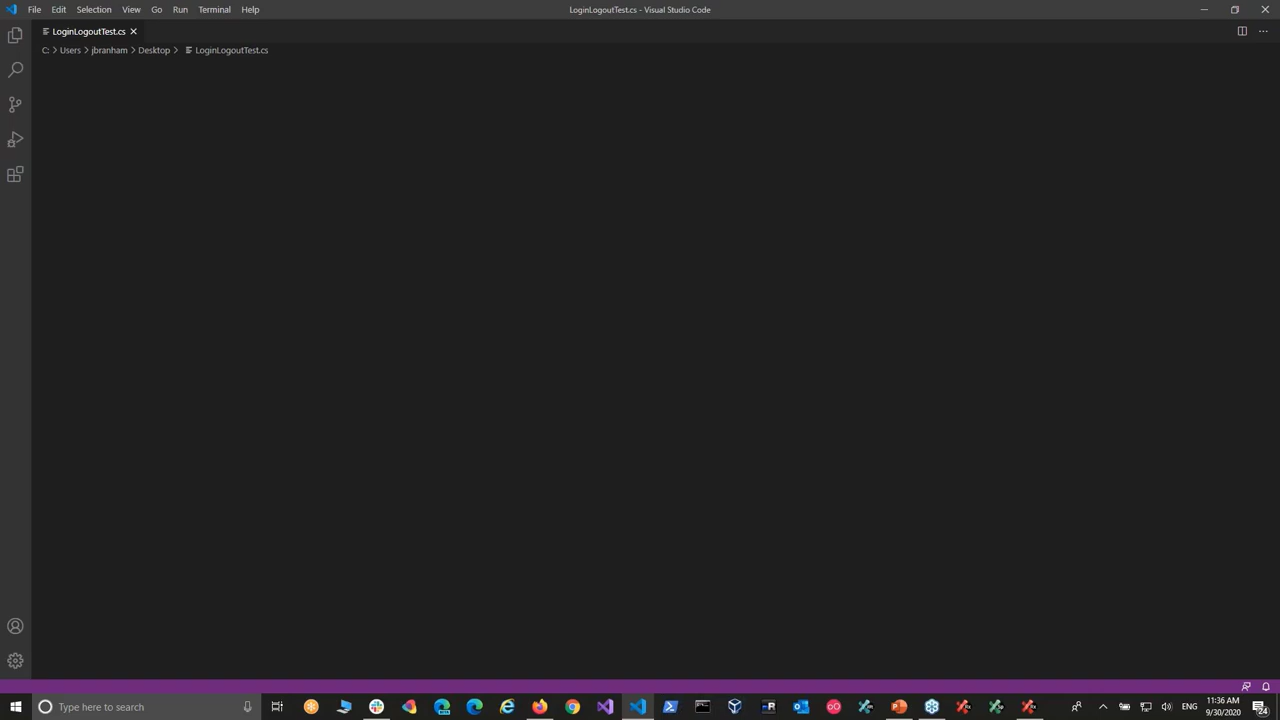 File Edit Selection View Go Run Terminal Help
LoginLogoutTest.cs - Visual Studio Code
LoginLogoutTest.cs
C: Users jbranham Desktop LoginLogoutTest.cs
Type here to search
ENG
11:36 AM
9/30/2020
24